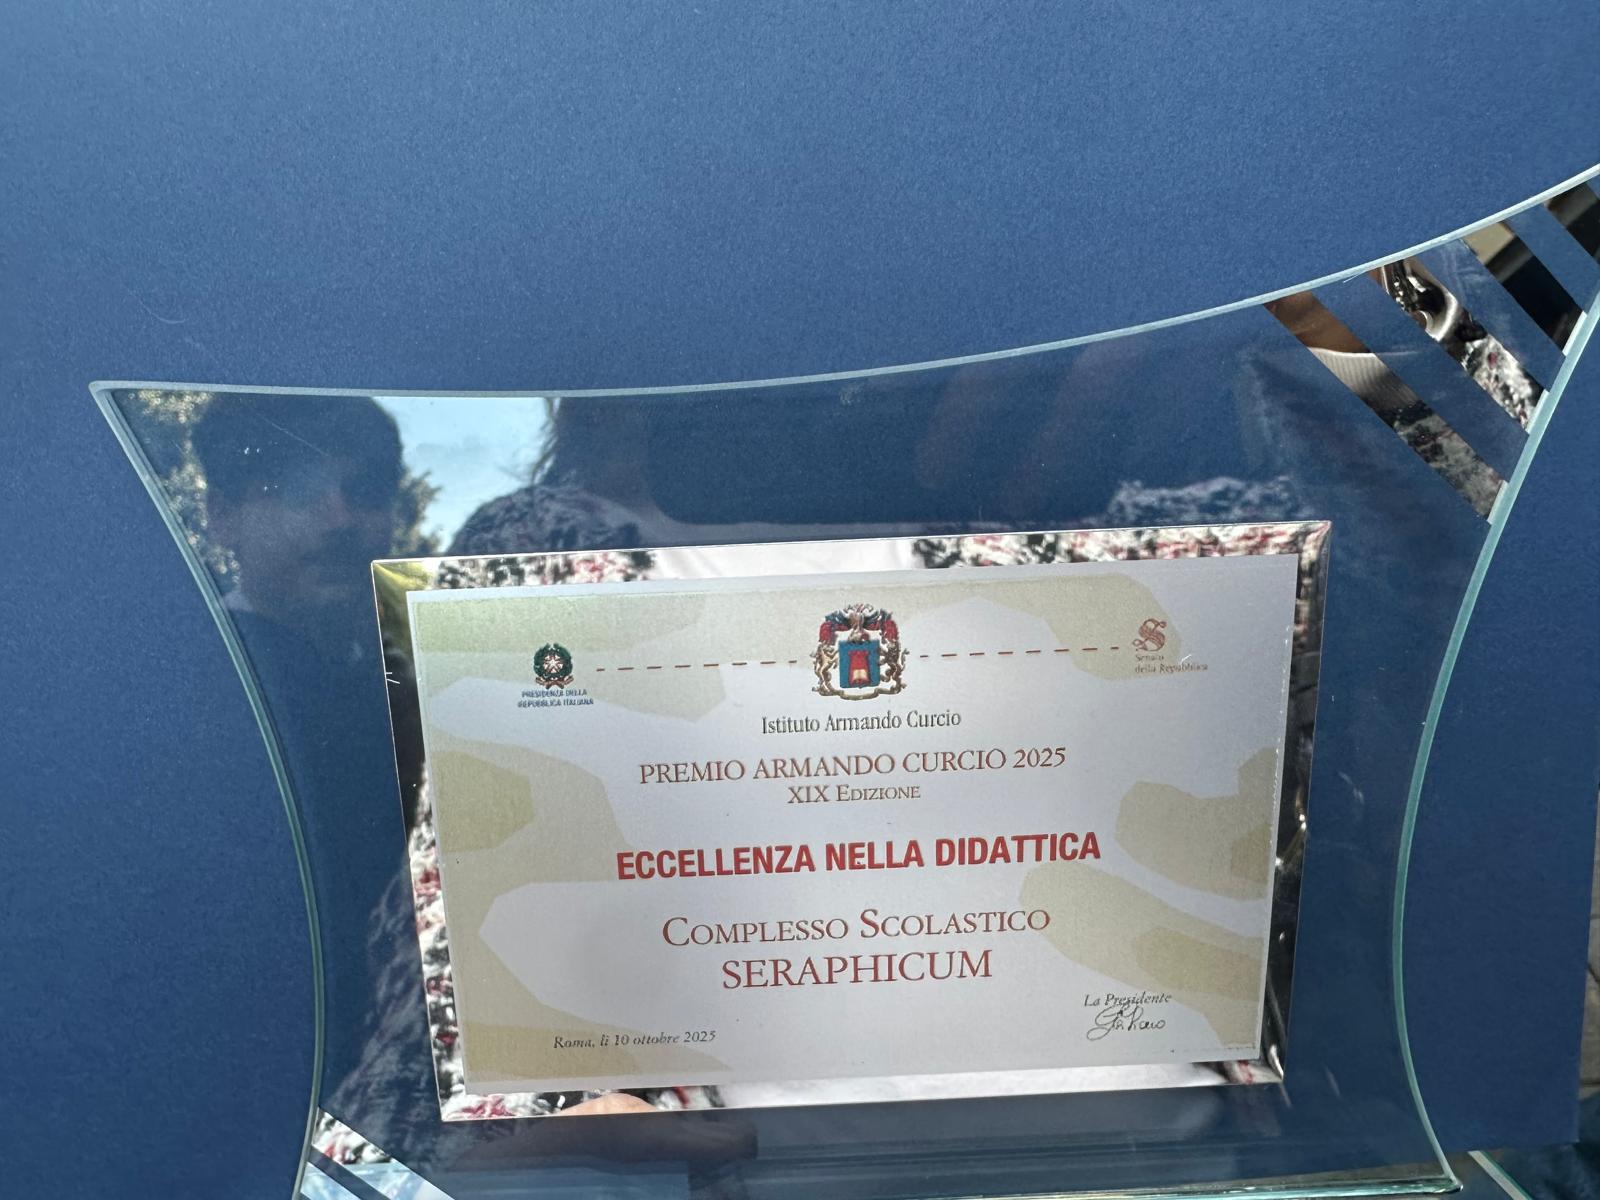 PRESIDENZA DELLA
REPUBBLICA ITALIANA
Senato
della Repubblica
Istituto Armando Curcio
PREMIO ARMANDO CURCIO 2025
XIX EDIZIONE
ECCELLENZA NELLA DIDATTICA
COMPLESSO SCOLASTICO
SERAPHICUM
La Presidente
Roma, lì 10 ottobre 2025